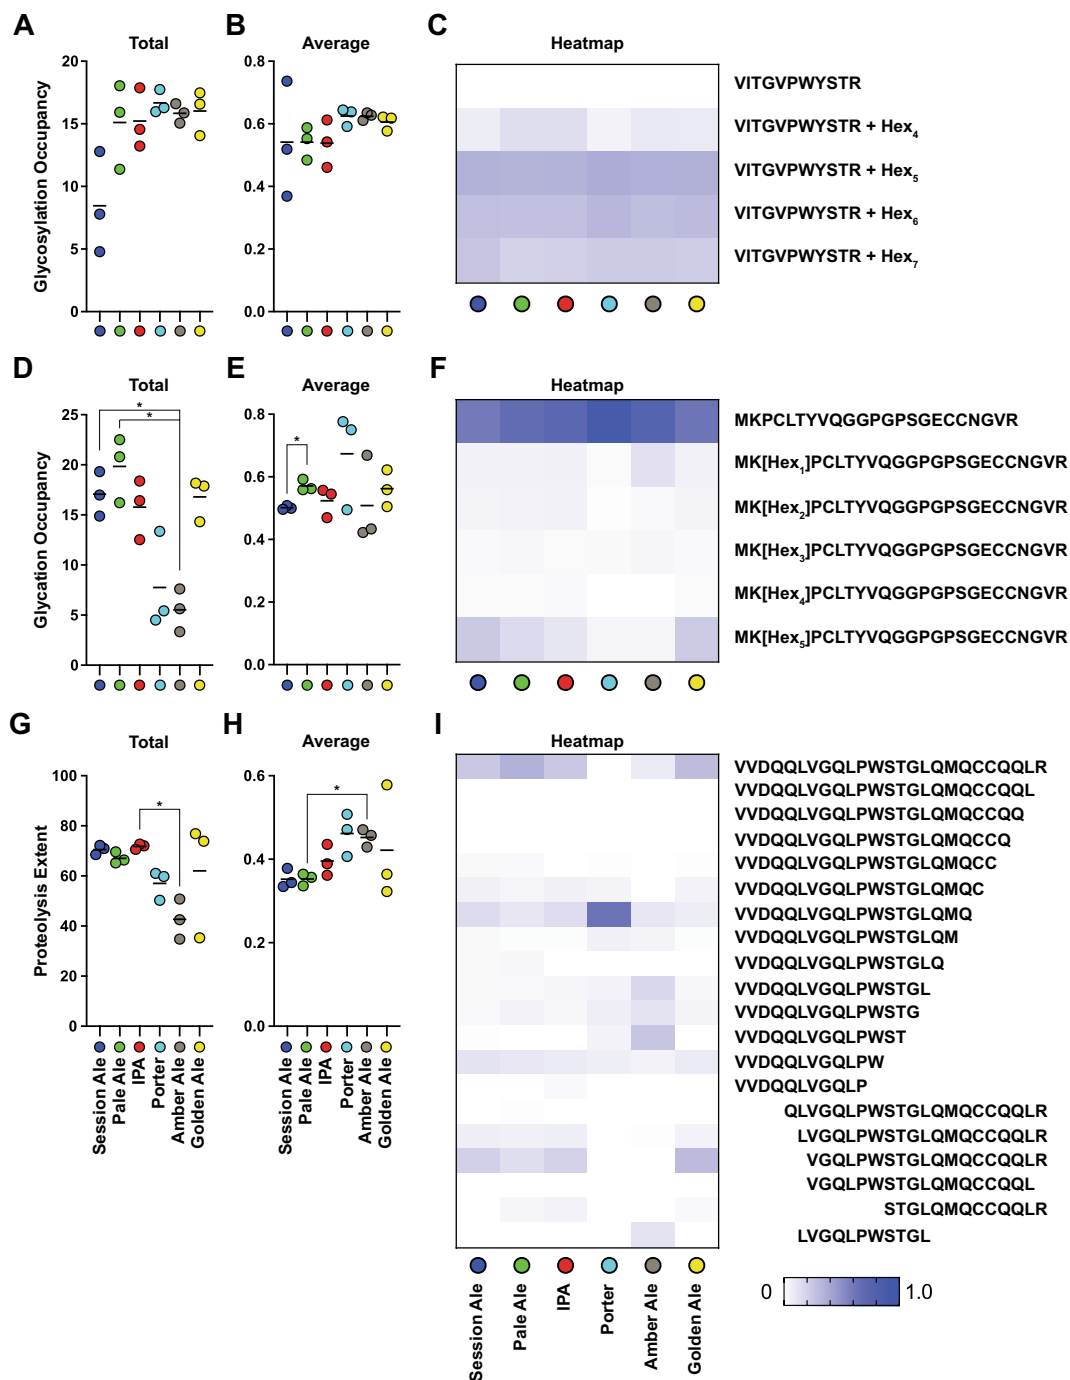 A
Total
20
15
10
5
0
Glycosylation Occupancy
B
Average
0.8
0.6
0.4
0.2
0.0
C
Heatmap
VITGVPWYSTR
VITGVPWYSTR + Hex4
VITGVPWYSTR + Hex5
VITGVPWYSTR + Hex6
VITGVPWYSTR + Hex7
D
Total
25
20
15
10
5
0
Glycation Occupancy
*
*
E
Average
0.8
0.6
0.4
0.2
0.0
*
F
Heatmap
MKPCLTYVQGGPGPSGECCNGVR
MK[Hex1]PCLTYVQGGPGPSGECCNGVR
MK[Hex2]PCLTYVQGGPGPSGECCNGVR
MK[Hex3]PCLTYVQGGPGPSGECCNGVR
MK[Hex4]PCLTYVQGGPGPSGECCNGVR
MK[Hex5]PCLTYVQGGPGPSGECCNGVR
G
Total
100
80
60
40
20
0
Proteolysis Extent
*
Session Ale
Pale Ale
IPA
Porter
Amber Ale
Golden Ale
H
Average
0.6
0.4
0.2
0.0
*
Session Ale
Pale Ale
IPA
Porter
Amber Ale
Golden Ale
I
Heatmap
VVDQQLVGQLPWSTGLQMQCCQQLR
VVDQQLVGQLPWSTGLQMQCCQQL
VVDQQLVGQLPWSTGLQMQCCQQ
VVDQQLVGQLPWSTGLQMQCCQ
VVDQQLVGQLPWSTGLQMQCC
VVDQQLVGQLPWSTGLQMQC
VVDQQLVGQLPWSTGLQMQ
VVDQQLVGQLPWSTGLQM
VVDQQLVGQLPWSTGLQ
VVDQQLVGQLPWSTGL
VVDQQLVGQLPWSTG
VVDQQLVGQLPWST
VVDQQLVGQLPW
VVDQQLVGQLP
QLVGQLPWSTGLQMQCCQQLR
LVGQLPWSTGLQMQCCQQLR
VGQLPWSTGLQMQCCQQLR
VGQLPWSTGLQMQCCQQL
STGLQMQCCQQLR
LVGQLPWSTGL
Session Ale
Pale Ale
IPA
Porter
Amber Ale
Golden Ale
0
1.0